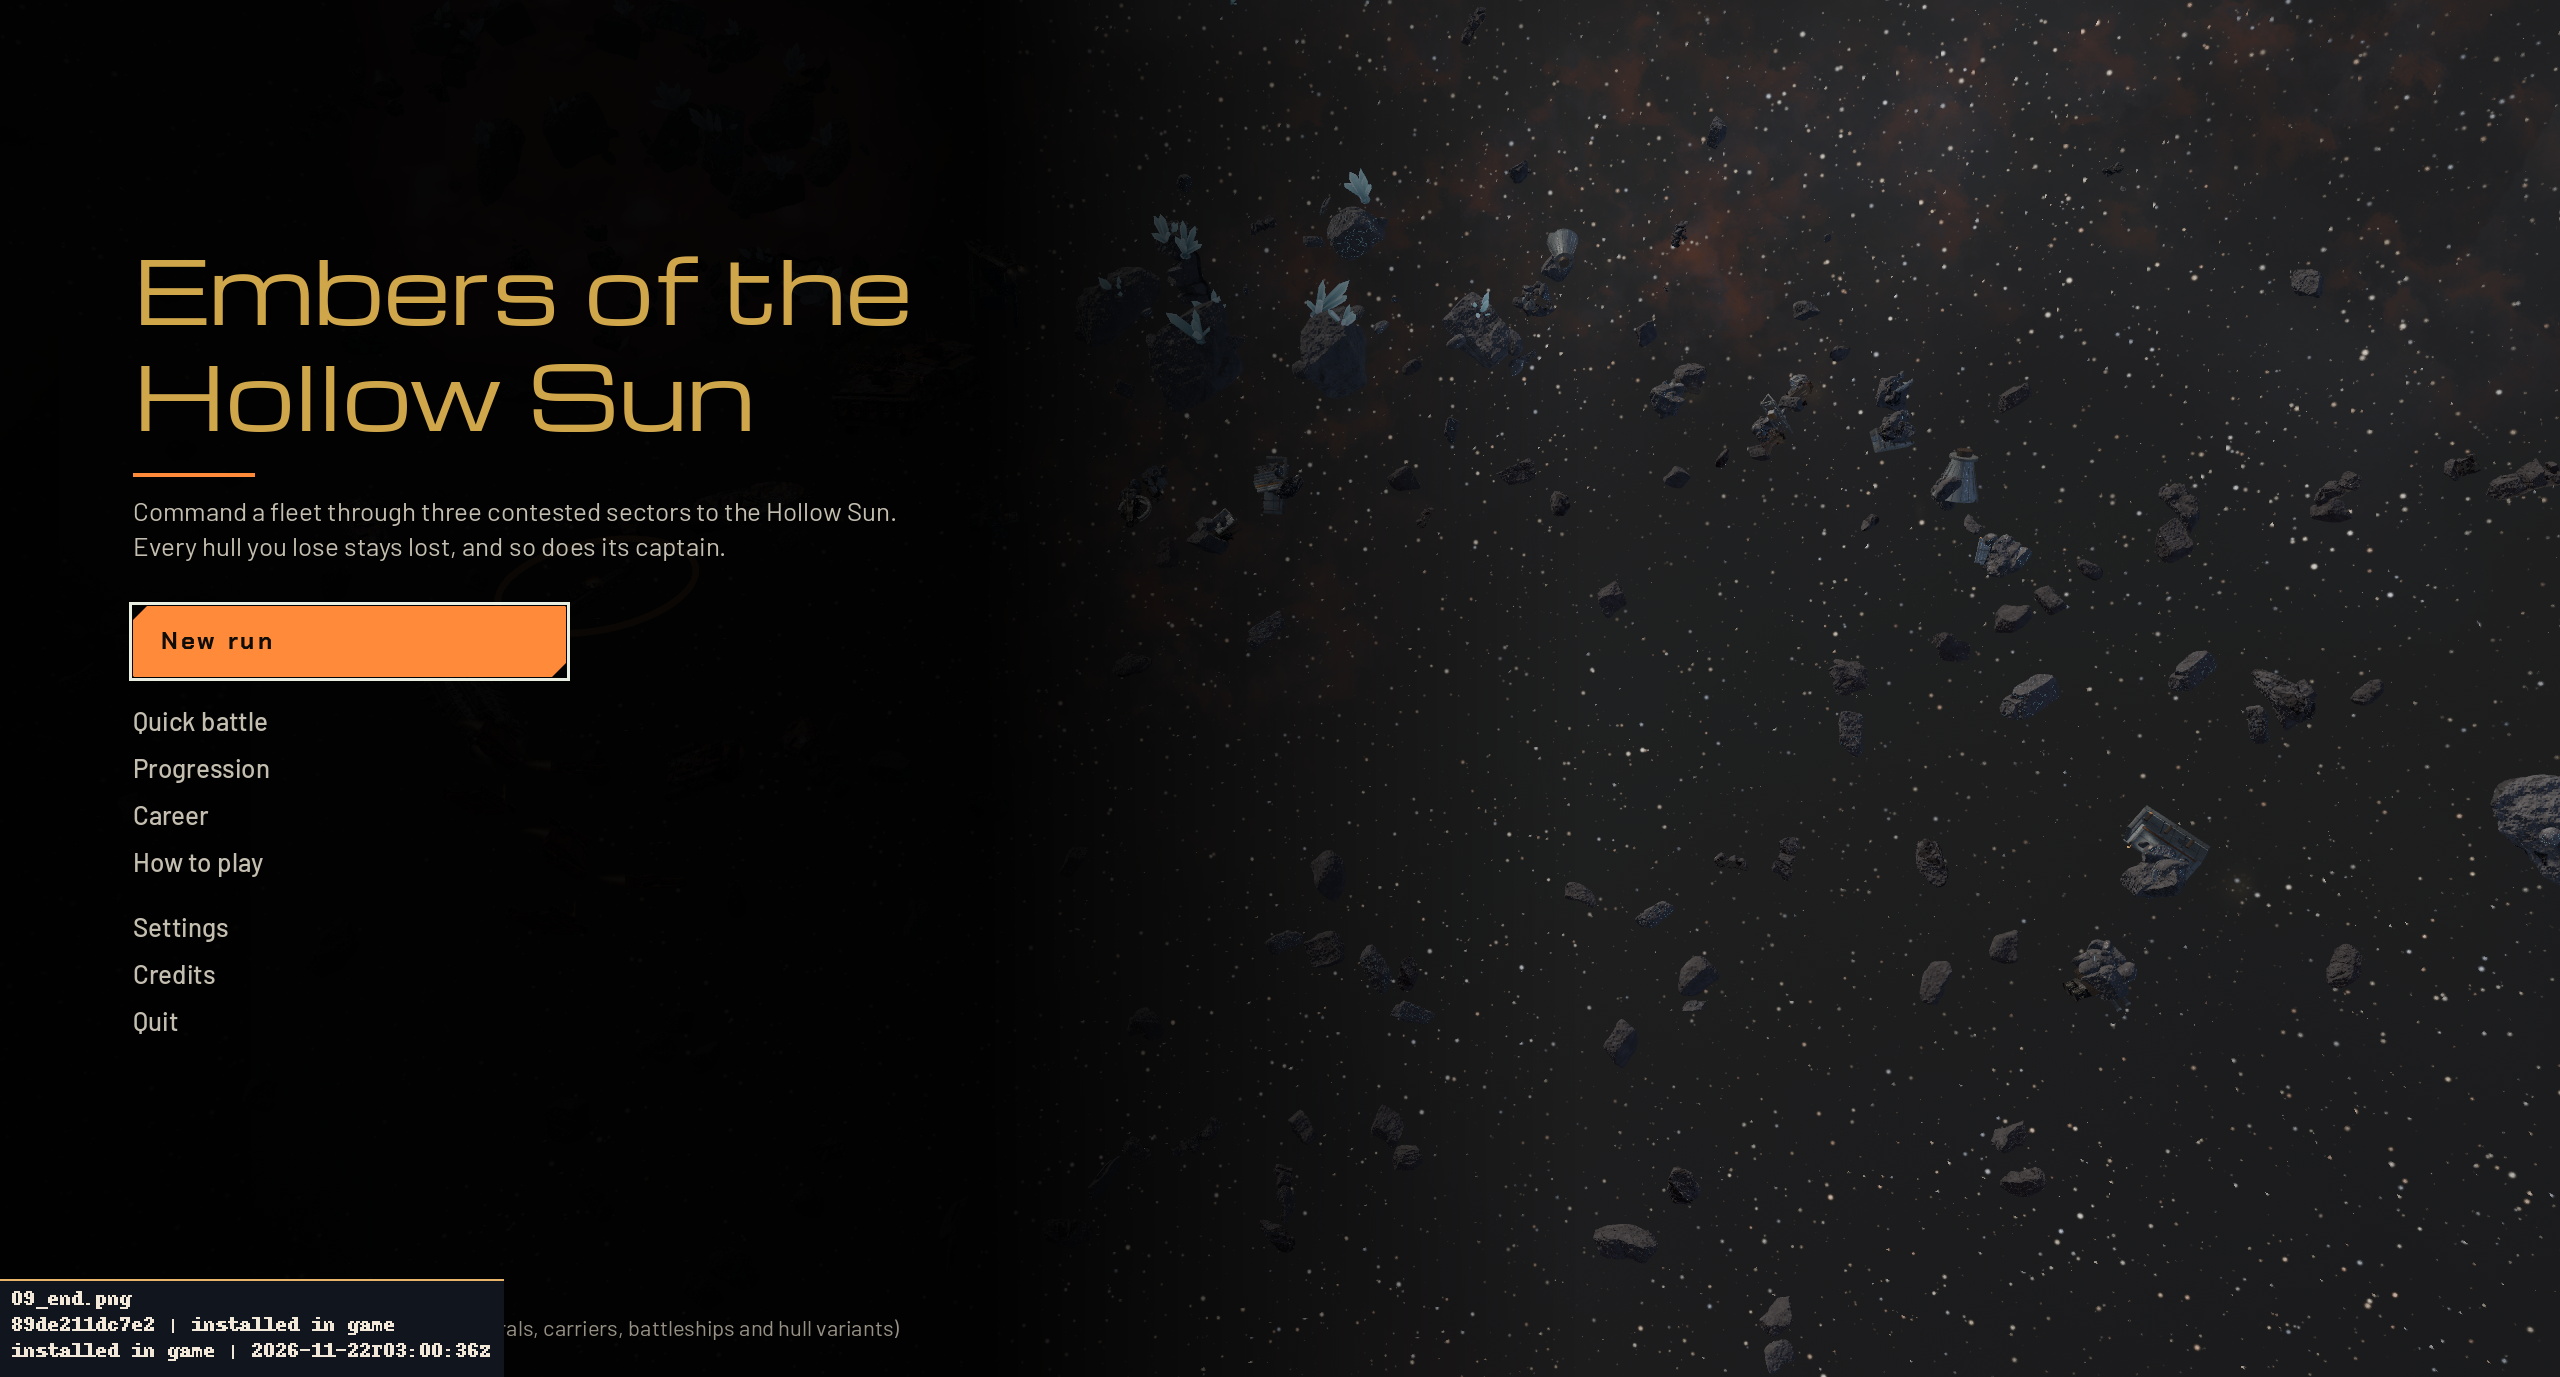 Embers of the
Hollow Sun
Command a fleet through three contested sectors to the Hollow Sun.
Every hull you lose stays lost, and so does its captain.
New run
Quick battle
Progression
Career
How to play
Settings
Credits
Quit
carriers, battleships and hull variants)
09_end.png
89de211dc7e2 | installed in game
installed in game | 2026-11-22T03:00:36Z